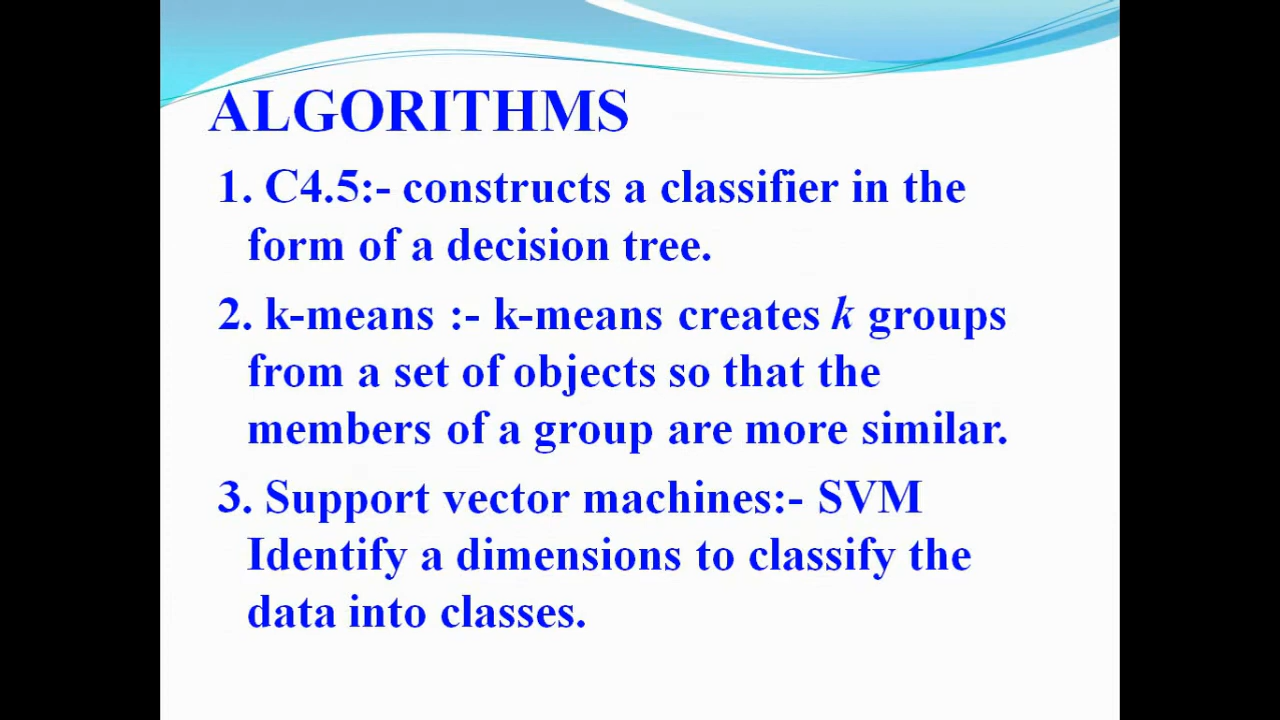 ALGORITHMS
1. C4.5:- constructs a classifier in the
form of a decision tree.
2. k-means :- k-means creates k groups
from a set of objects so that the
members of a group are more similar.
3. Support vector machines:- SVM
Identify a dimensions to classify the
data into classes.